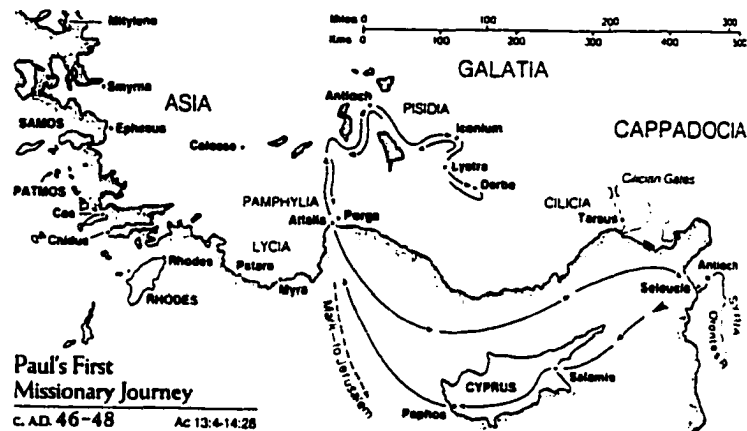 Mitylene
Miles 0 100 200 300
Kms 0 100 200 300 500
GALATIA
Smyrna
ASIA
Antioch
PISIDIA
SAMOS
Ephesus
Iconium
CAPPADOCIA
Colosse
Lystra
Derbe
Cilician Gates
PATMOS
PAMPHYLIA
CILICIA
Cos
Attalia
Perga
Tarsus
Cnidus
LYCIA
Rhodes
Patara
Antioch
Seleucia
RHODES
Myra
SYRIA
Orontes R
Mark-to Jerusalem
Paul's First
Missionary Journey
CYPRUS
Salamis
Paphos
C. A.D. 46-48
Ac 13:4-14:28